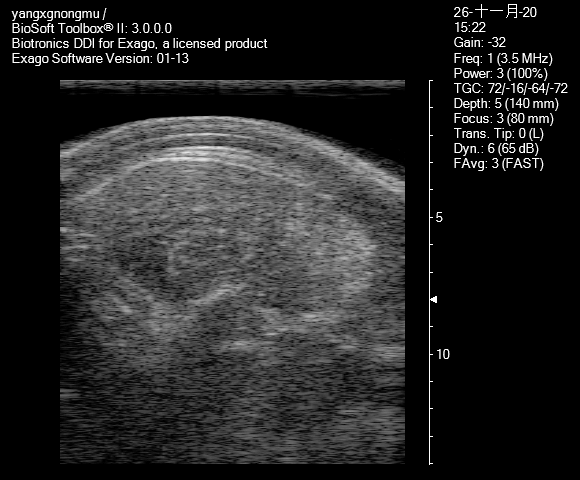 yangxgnongmu /
BioSoft Toolbox® II: 3.0.0.0
Biotronics DDI for Exago, a licensed product
Exago Software Version: 01-13
26-十一月-20
15:22
Gain: -32
Freq: 1 (3.5 MHz)
Power: 3 (100%)
TGC: 72/-16/-64/-72
Depth: 5 (140 mm)
Focus: 3 (80 mm)
Trans. Tip: 0 (L)
Dyn.: 6 (65 dB)
FAvg: 3 (FAST)
5
10